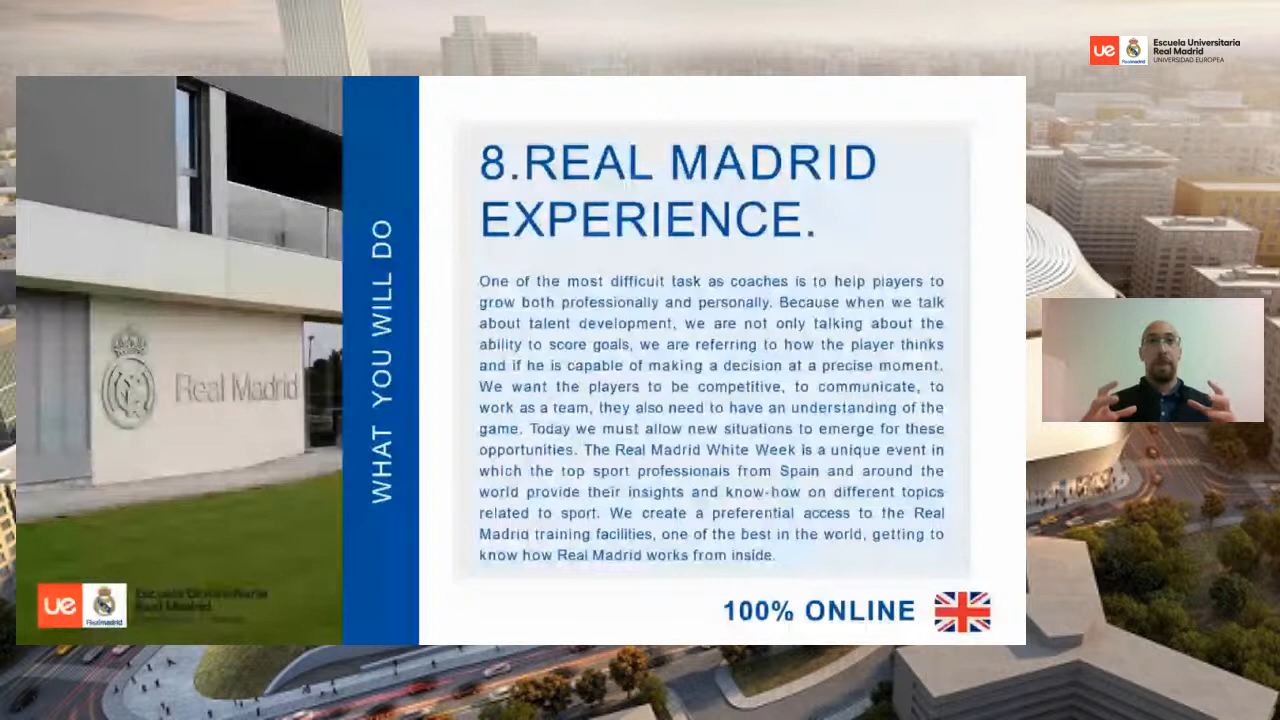 ue
Realmadrid
Escuela Universitaria
Real Madrid
UNIVERSIDAD EUROPEA
Real Madrid
WHAT YOU WILL DO
8.REAL MADRID
EXPERIENCE.
One of the most difficult task as coaches is to help players to
grow both professionally and personally. Because when we talk
about talent development, we are not only talking about the
ability to score goals, we are referring to how the player thinks
and if he is capable of making a decision at a precise moment.
We want the players to be competitive, to communicate, to
work as a team, they also need to have an understanding of the
game. Today we must allow new situations to emerge for these
opportunities. The Real Madrid White Week is a unique event in
which the top sport professionals from Spain and around the
world provide their insights and know-how on different topics
related to sport. We create a preferential access to the Real
Madrid training facilities, one of the best in the world, getting to
know how Real Madrid works from inside.
ue
Realmadrid
Escuela Universitaria
Real Madrid
100% ONLINE